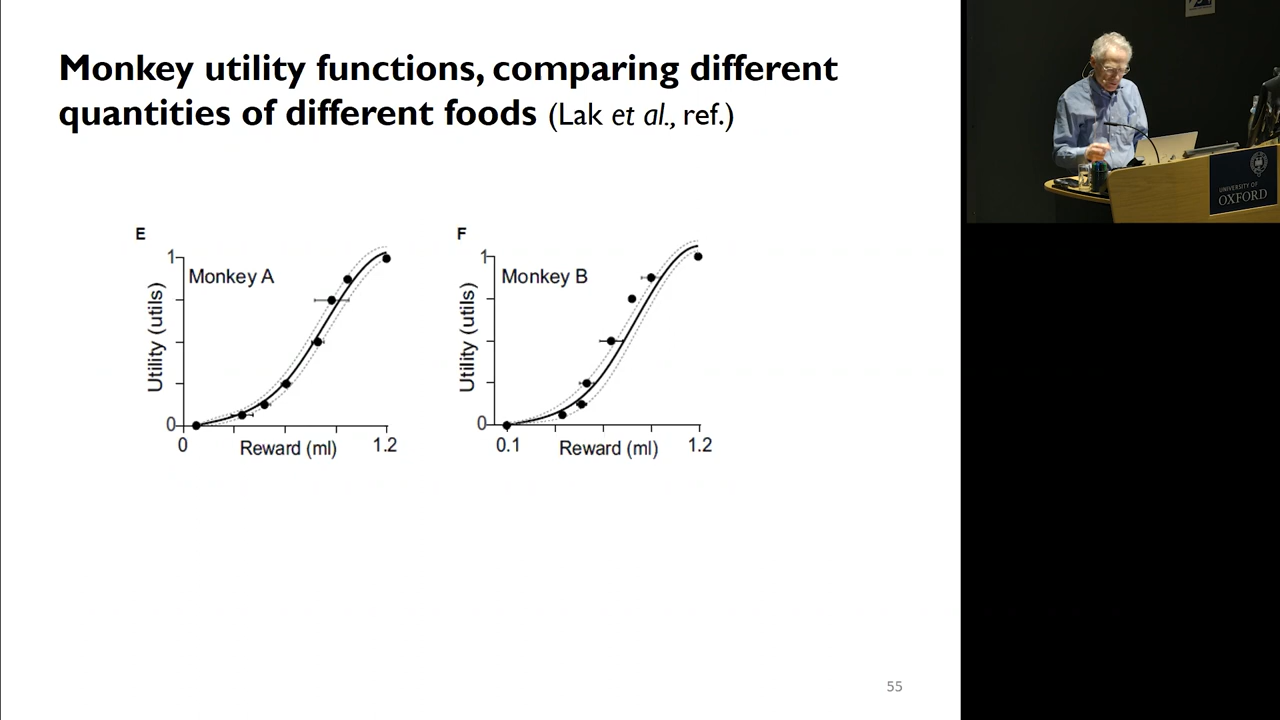 Monkey utility functions, comparing different
quantities of different foods (Lak et al., ref.)
E
1
Monkey A
Utility (utils)
0
0
Reward (ml)
1.2
F
1
Monkey B
Utility (utils)
0
0.1
Reward (ml)
1.2
55
UNIVERSITY OF
OXFORD